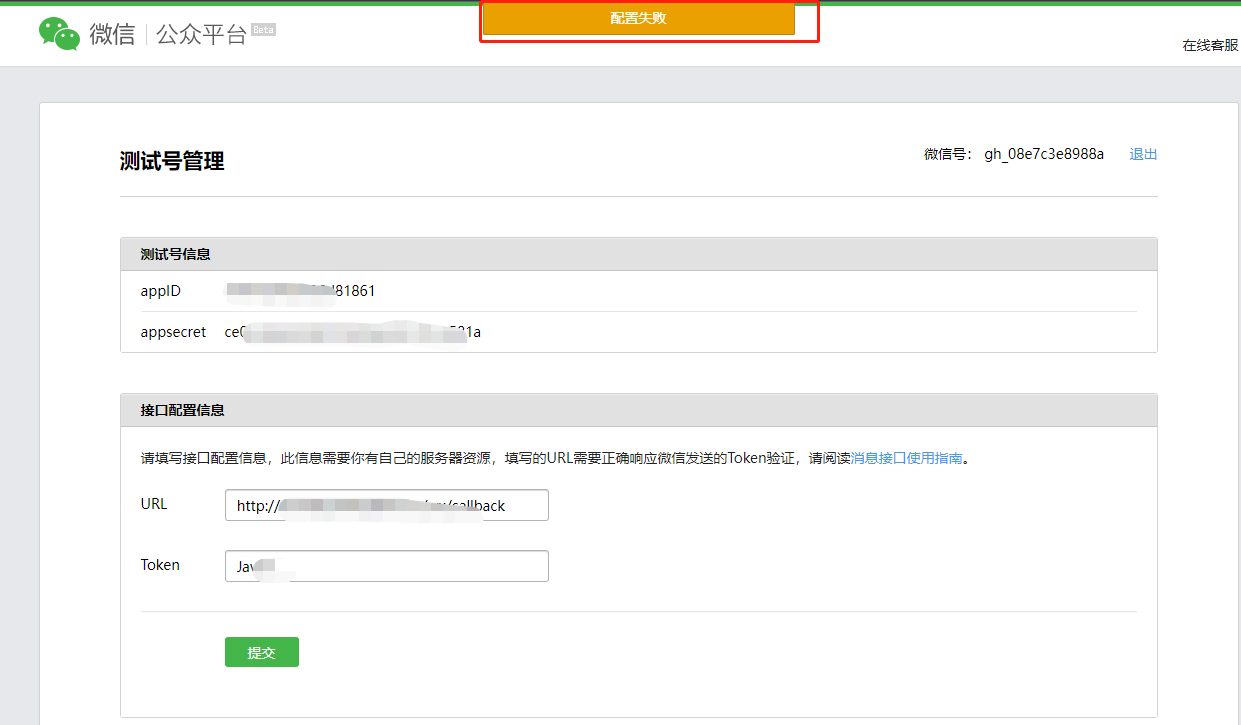 配置失败
微信 公众平台 Beta
在线客服
测试号管理
微信号： gh_08e7c3e8988a 退出
测试号信息
appID 81861
appsecret ce 1a
接口配置信息
请填写接口配置信息，此信息需要你有自己的服务器资源，填写的URL需要正确响应微信发送的Token验证，请阅读消息接口使用指南。
URL http:// /callback
Token Jav
提交